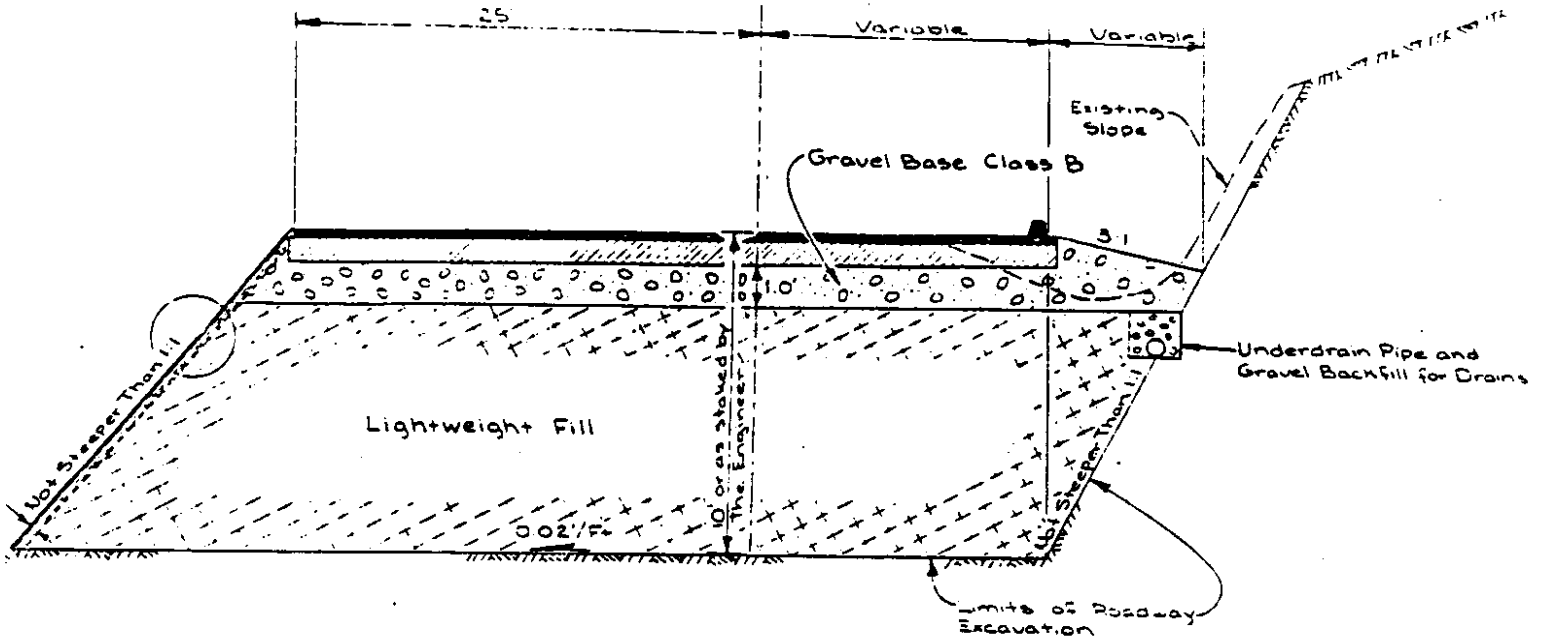 25'
Variable
Variable
Existing
Slope
Gravel Base Class B
3:1
1.0'
Not Steeper Than 1:1
Underdrain Pipe and
Gravel Backfill for Drains
Lightweight Fill
10' or as staked by
The Engineer
Not Steeper Than 1:1
0.02'/Ft
Limits of Roadway
Excavation